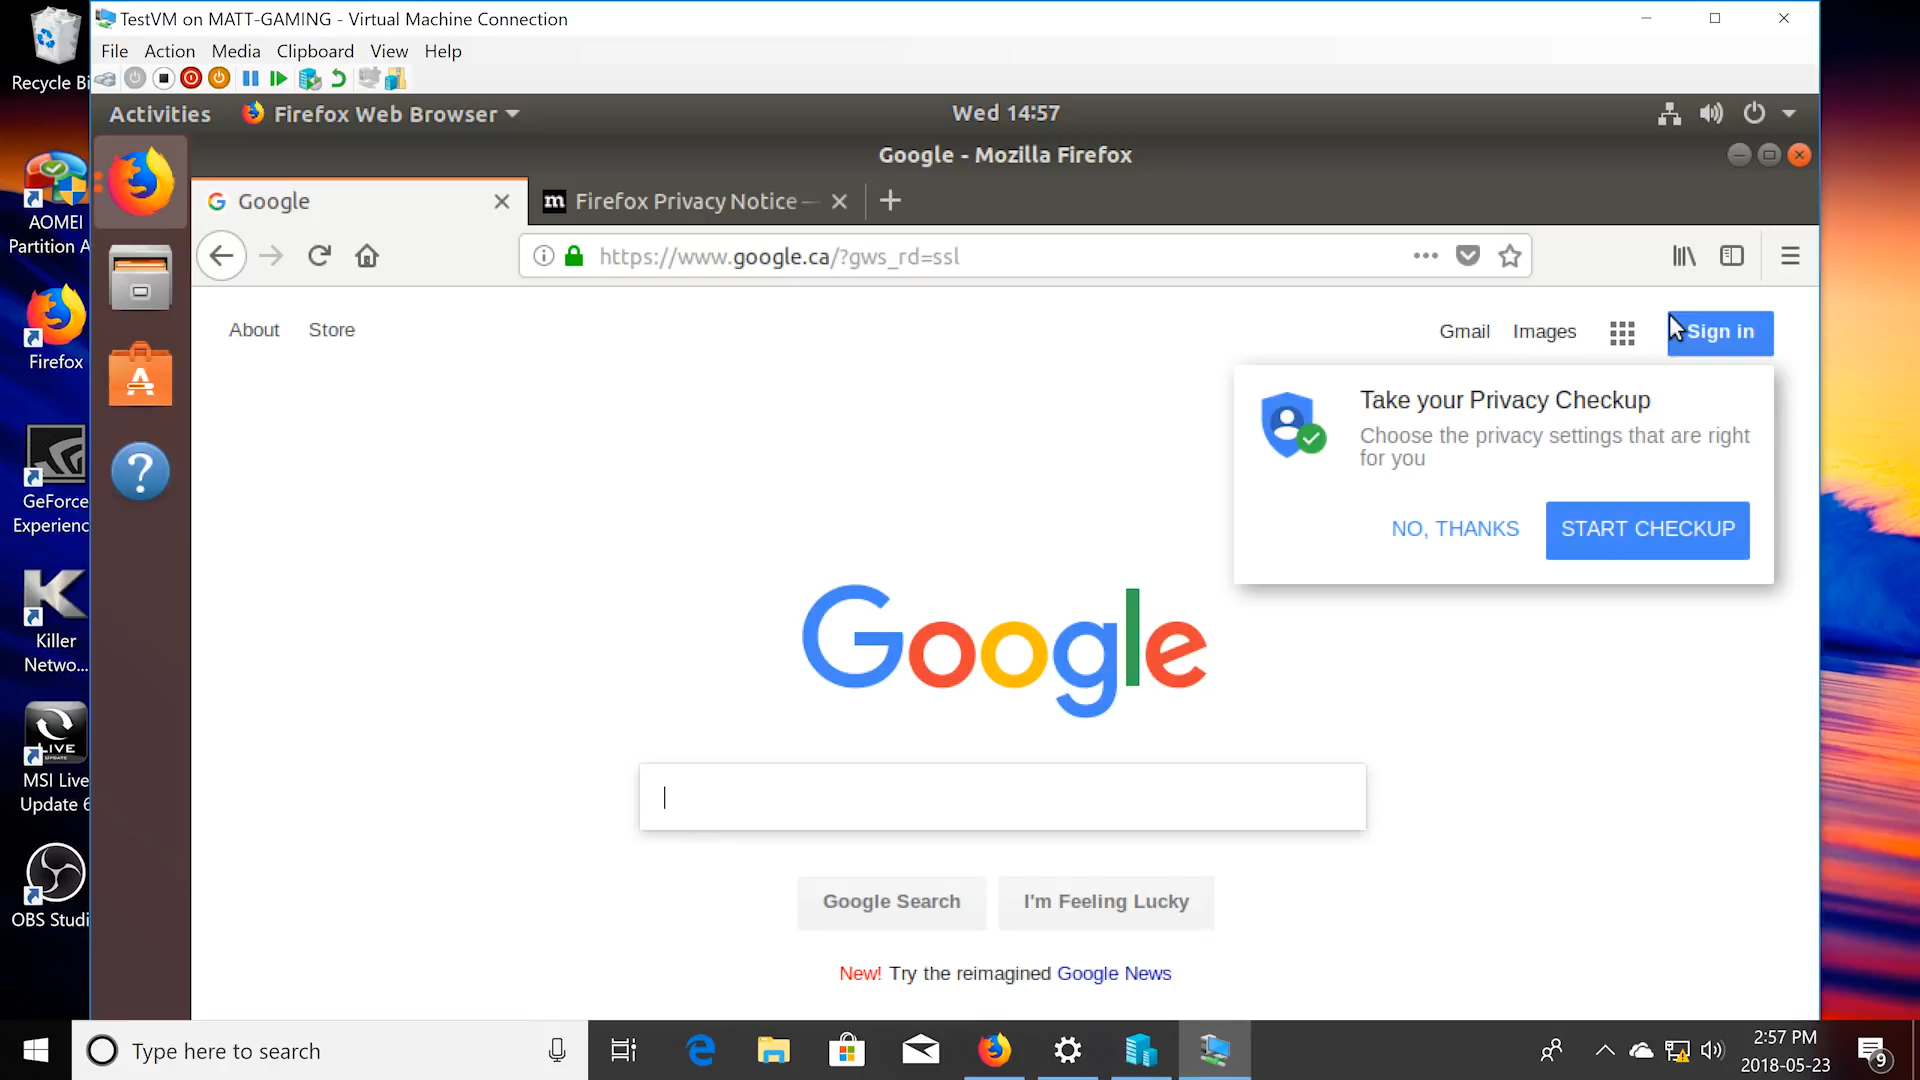 TestVM on MATT-GAMING - Virtual Machine Connection
File Action Media Clipboard View Help
Activities Firefox Web Browser Wed 14:57
Google - Mozilla Firefox
Google Firefox Privacy Notice —
https://www.google.ca/?gws_rd=ssl
About Store Gmail Images Sign in
Take your Privacy Checkup
Choose the privacy settings that are right
for you
NO, THANKS START CHECKUP
Google
Google Search I'm Feeling Lucky
New! Try the reimagined Google News
Recycle Bi
AOMEI
Partition A
Firefox
GeForce
Experienc
Killer
Netwo...
LIVE
UPDATE
MSI Live
Update 6
OBS Studi
Type here to search
2:57 PM
2018-05-23
9